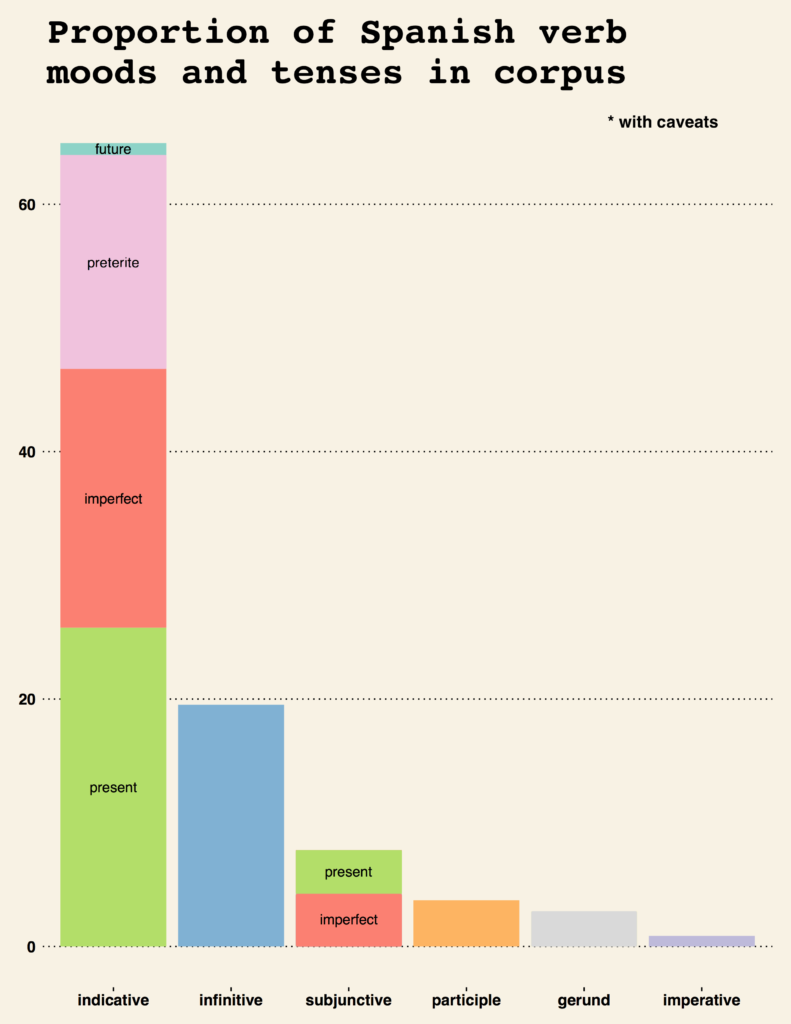 Proportion of Spanish verb
moods and tenses in corpus
* with caveats
future
60
preterite
40
imperfect
20
present
present
imperfect
0
indicative infinitive subjunctive participle gerund imperative